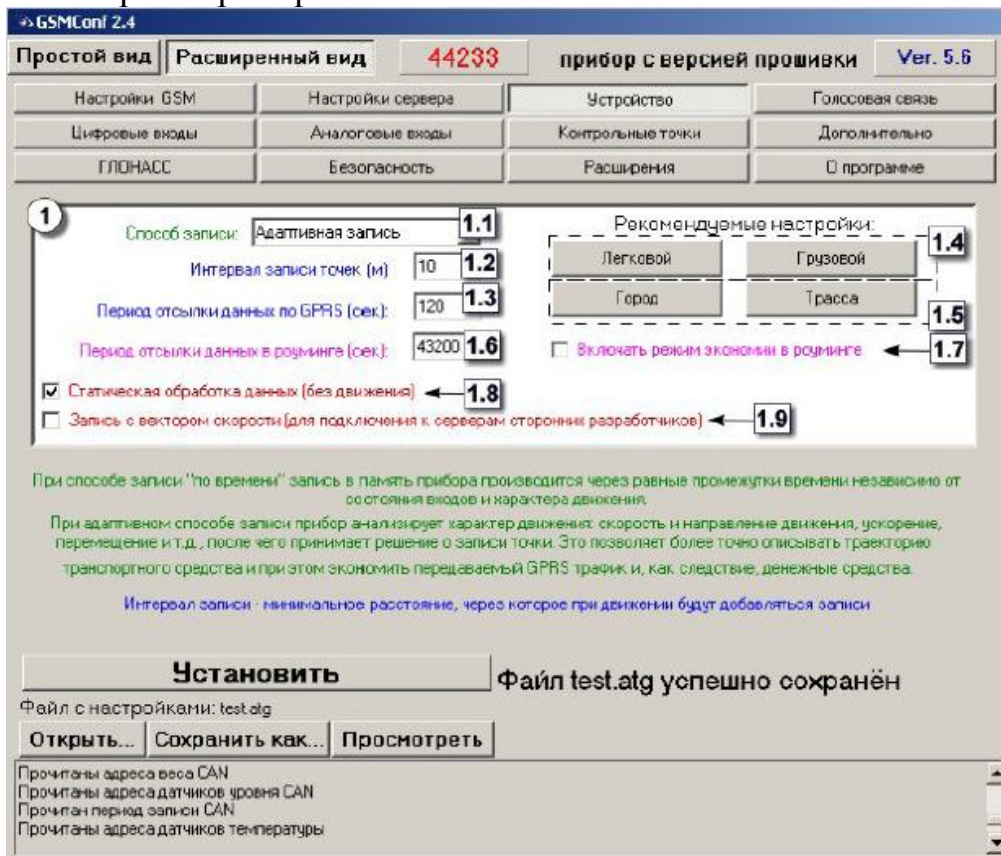 GSMConf 2.4
Простой вид Расширенный вид 44233 прибор с версией прошивки Ver. 5.6
Настройки GSM Настройки сервера Устройство Голосовая связь
Цифровые входы Аналоговые входы Контрольные точки Дополнительно
ГЛОНАСС Безопасность Расширения О программе
1
Способ записи: Адаптивная запись 1.1
Рекомендуемые настройки:
Интервал записи точек (м) 10 1.2
Легковой Грузовой 1.4
Период отсылки данных по GPRS (сек): 120 1.3
Город Трасса 1.5
Период отсылки данных в роуминге (сек): 43200 1.6
Включать режим экономии в роуминге 1.7
Статическая обработка данных (без движения) 1.8
Запись с вектором скорости (для подключения к серверам сторонних разработчиков) 1.9
При способе записи "по времени" запись в память прибора производится через равные промежутки времени независимо от
состояния входов и характера движения.
При адаптивном способе записи прибор анализирует характер движения: скорость и направление движения, ускорение,
перемещение и т.д., после чего принимает решение о записи точки. Это позволяет более точно описывать траекторию
транспортного средства и при этом экономить передаваемый GPRS трафик и, как следствие, денежные средства.
Интервал записи - минимальное расстояние, через которое при движении будут добавляться записи
Установить
Файл test.atg успешно сохранён
Файл с настройками: test.atg
Открыть... Сохранить как... Просмотреть
Прочитаны адреса веса CAN
Прочитаны адреса датчиков уровня CAN
Прочитан период записи CAN
Прочитаны адреса датчиков температуры